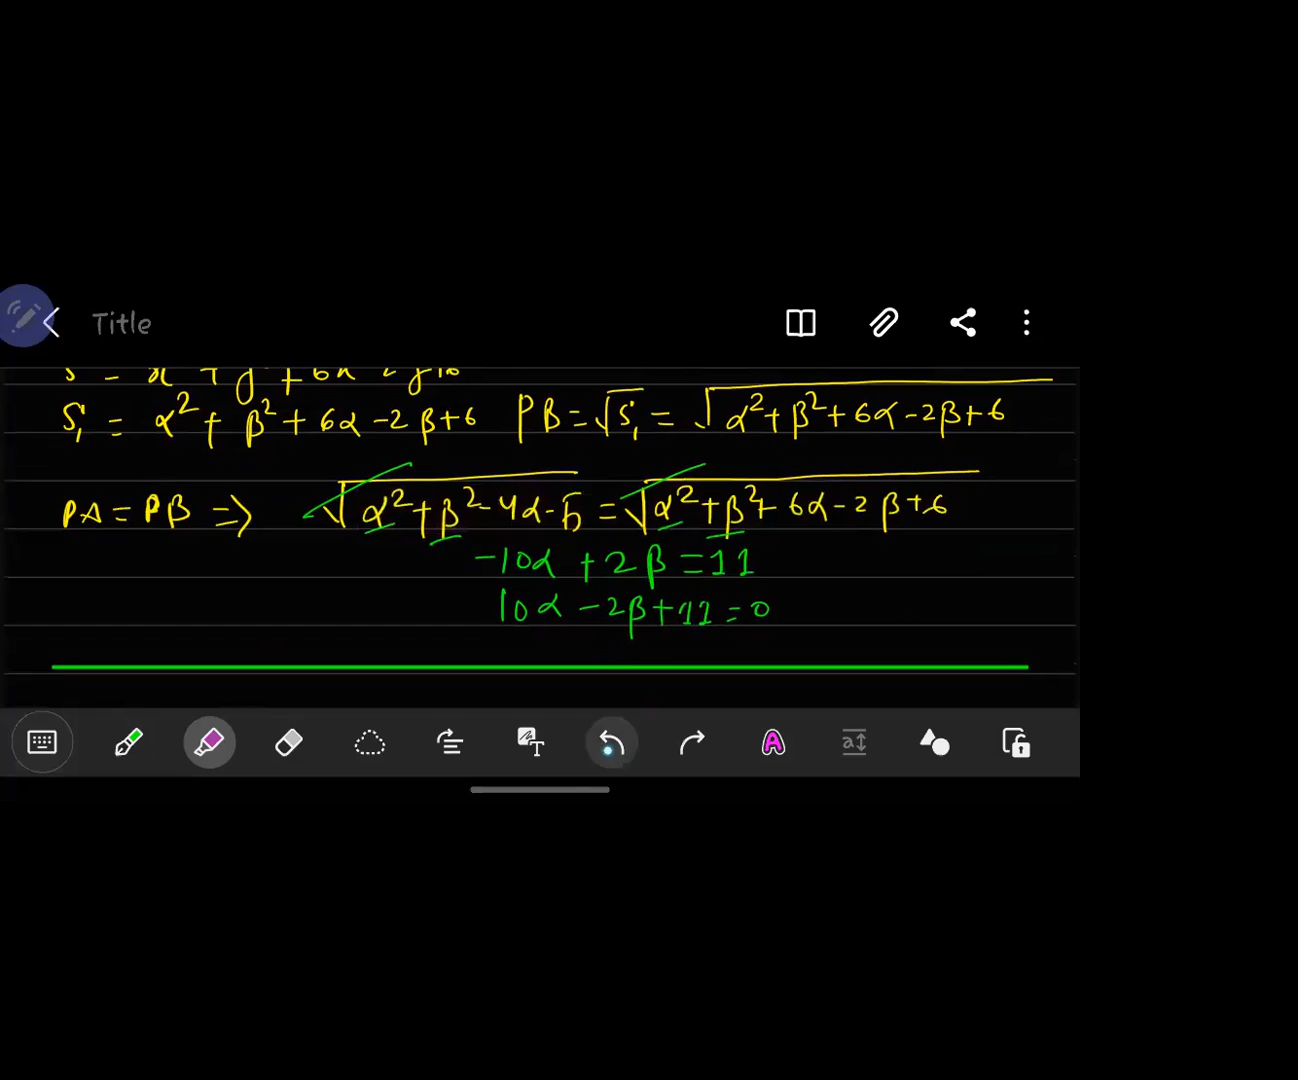 Title
S₁ = α² + β² + 6α - 2β + 6   PB = √S₁ = √(α² + β² + 6α - 2β + 6)
PA = PB ⇒ √(α² + β² - 4α - 5) = √(α² + β² + 6α - 2β + 6)
-10α + 2β = 11
10α - 2β + 11 = 0